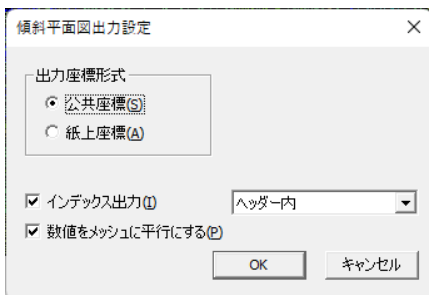 傾斜平面図出力設定
出力座標形式
公共座標(S)
紙上座標(A)
インデックス出力(I)
ヘッダー内
数値をメッシュに平行にする(P)
OK
キャンセル